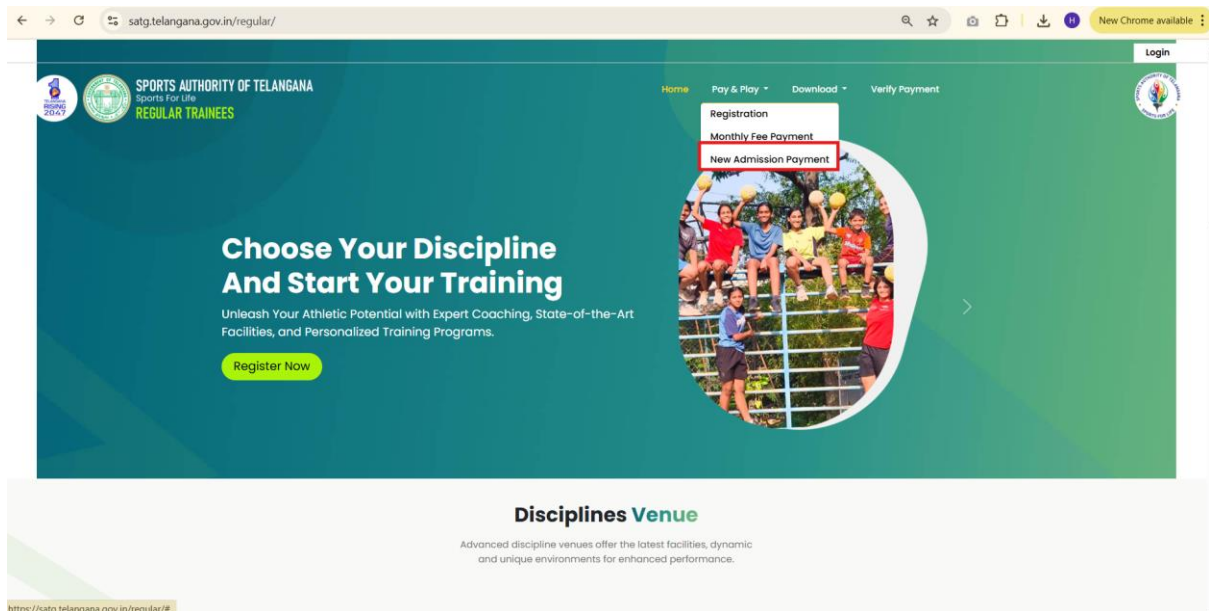 satg.telangana.gov.in/regular/
H
New Chrome available
Login
TELANGANA
RISING
2047
SPORTS AUTHORITY OF TELANGANA
Sports For Life
REGULAR TRAINEES
Home
Pay & Play
Download
Verify Payment
Registration
Monthly Fee Payment
New Admission Payment
Choose Your Discipline
And Start Your Training
Unleash Your Athletic Potential with Expert Coaching, State-of-the-Art
Facilities, and Personalized Training Programs.
Register Now
Disciplines Venue
Advanced discipline venues offer the latest facilities, dynamic
and unique environments for enhanced performance.
https://satg.telangana.gov.in/regular/#